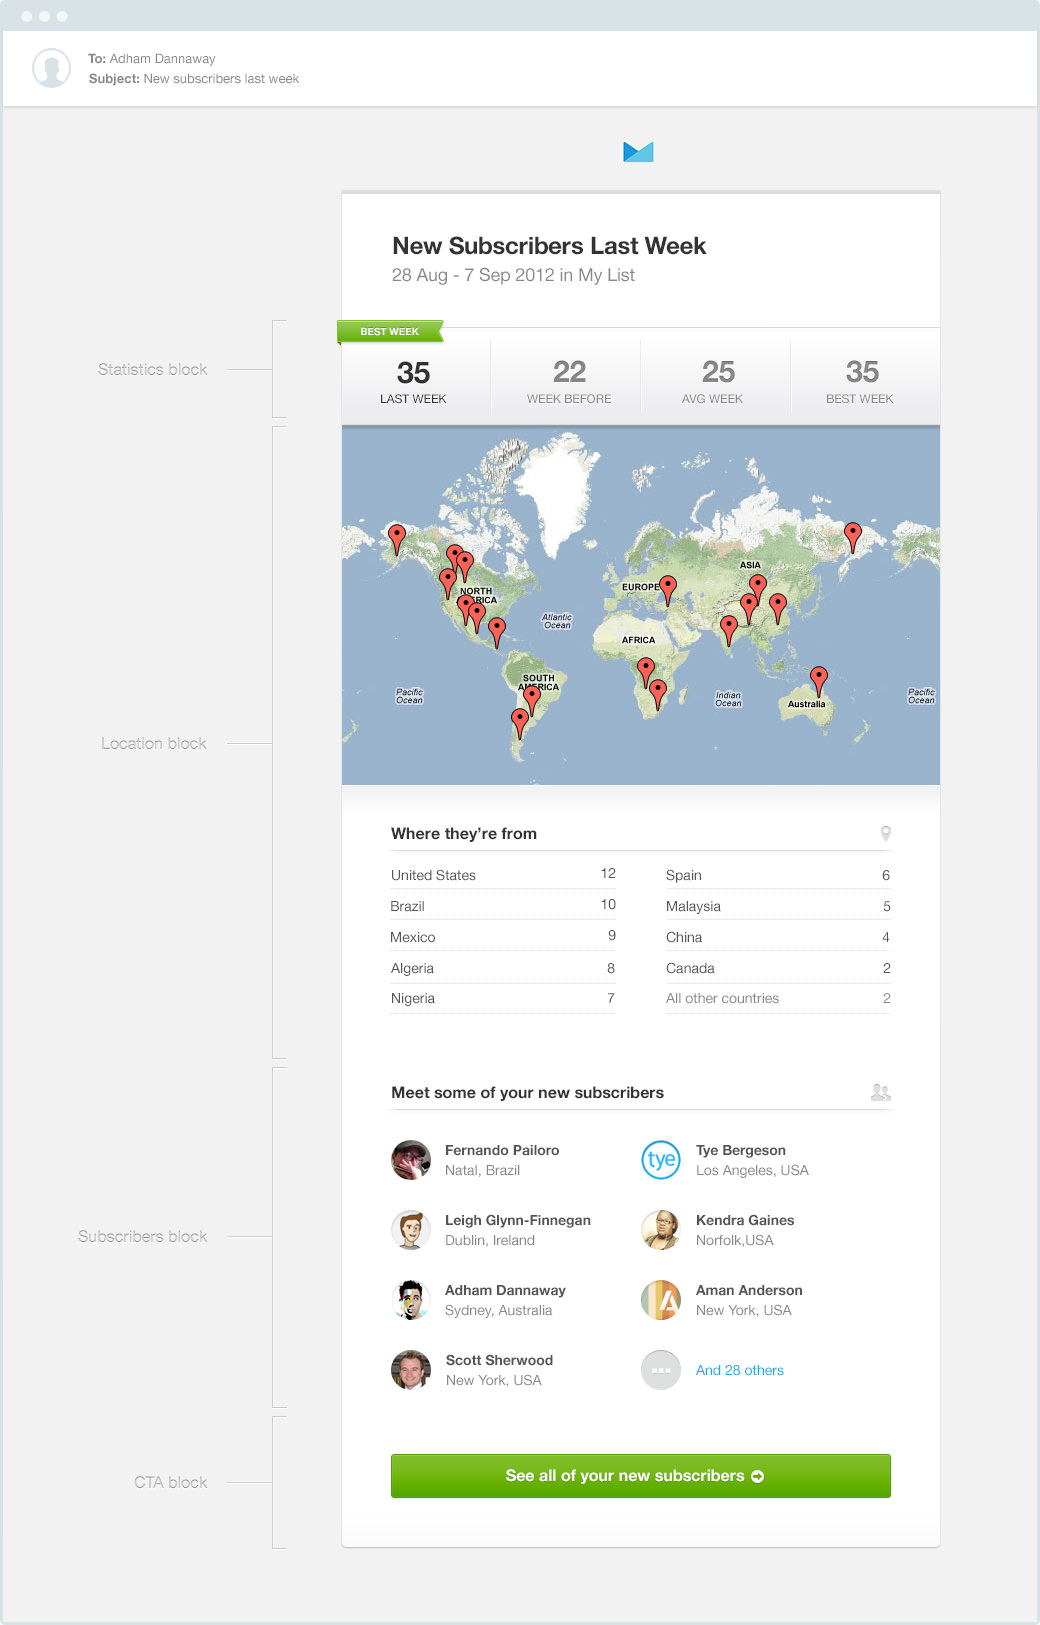 To: Adham Dannaway
Subject: New subscribers last week
New Subscribers Last Week
28 Aug - 7 Sep 2012 in My List
BEST WEEK
Statistics block
35
LAST WEEK
22
WEEK BEFORE
25
AVG WEEK
35
BEST WEEK
ASIA
EUROPE
NORTH
AMERICA
Atlantic
Ocean
AFRICA
SOUTH
AMERICA
Pacific
Ocean
Indian
Ocean
Australia
Pacific
Ocean
Location block
Where they're from
United States 12
Brazil 10
Mexico 9
Algeria 8
Nigeria 7
Spain 6
Malaysia 5
China 4
Canada 2
All other countries 2
Meet some of your new subscribers
Subscribers block
Fernando Pailoro
Natal, Brazil
tye
Tye Bergeson
Los Angeles, USA
Leigh Glynn-Finnegan
Dublin, Ireland
Kendra Gaines
Norfolk,USA
Adham Dannaway
Sydney, Australia
A
Aman Anderson
New York, USA
Scott Sherwood
New York, USA
And 28 others
CTA block
See all of your new subscribers